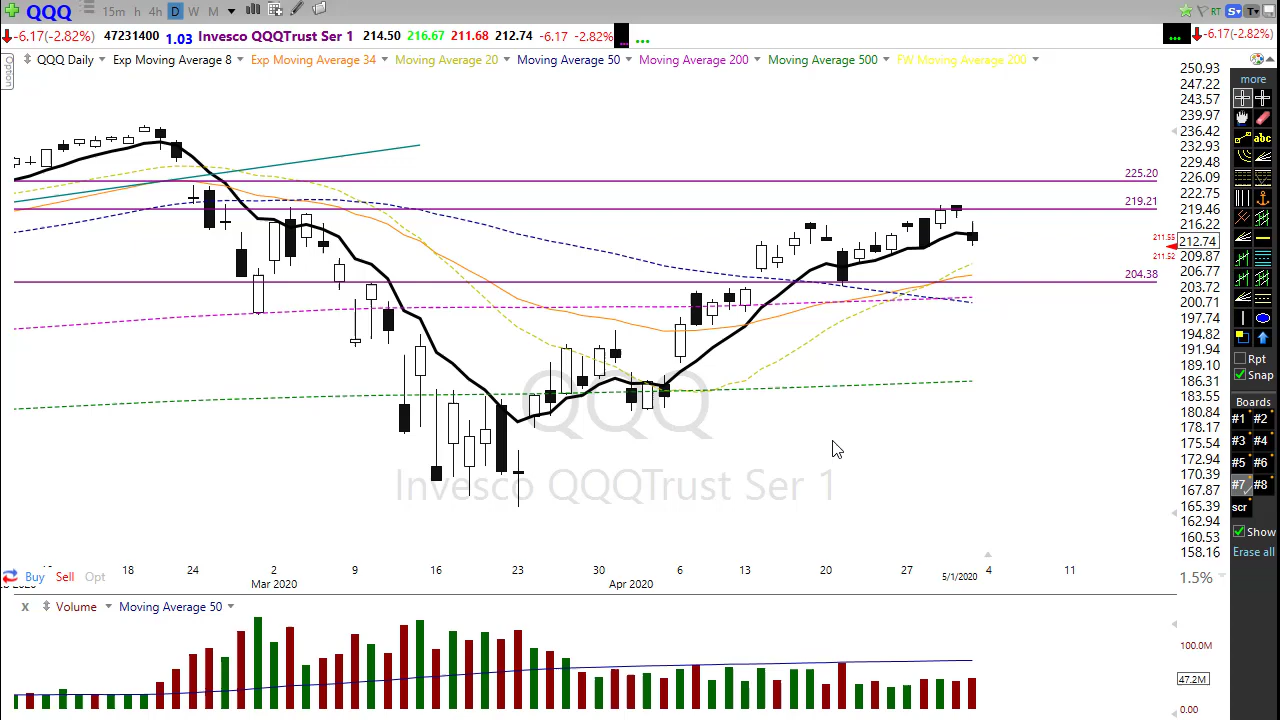 QQQ 15m h 4h D W M RT S T
-6.17(-2.82%) 47231400 1.03 Invesco QQQTrust Ser 1 214.50 216.67 211.68 212.74 -6.17 -2.82% ... ... -6.17(-2.82%)
Option
QQQ Daily Exp Moving Average 8 Exp Moving Average 34 Moving Average 20 Moving Average 50 Moving Average 200 Moving Average 500 FW Moving Average 200
250.93
247.22
243.57
239.97
236.42
232.93
229.48
226.09
222.75
219.46
216.22
212.74
209.87
206.77
203.72
200.71
197.74
194.82
191.94
189.10
186.31
183.55
180.84
178.17
175.54
172.94
170.39
167.87
165.39
162.94
160.53
158.16
225.20
219.21
211.55
211.52
204.38
QQQ
Invesco QQQTrust Ser 1
18 24 2 9 16 23 30 6 13 20 27 4 11
Mar 2020 Apr 2020 5/1/2020
Buy Sell Opt
1.5%
x Volume Moving Average 50
100.0M
47.2M
0.00
more
abc
Rpt
Snap
Boards
#1 #2
#3 #4
#5 #6
#7 #8
scr
Show
Erase all